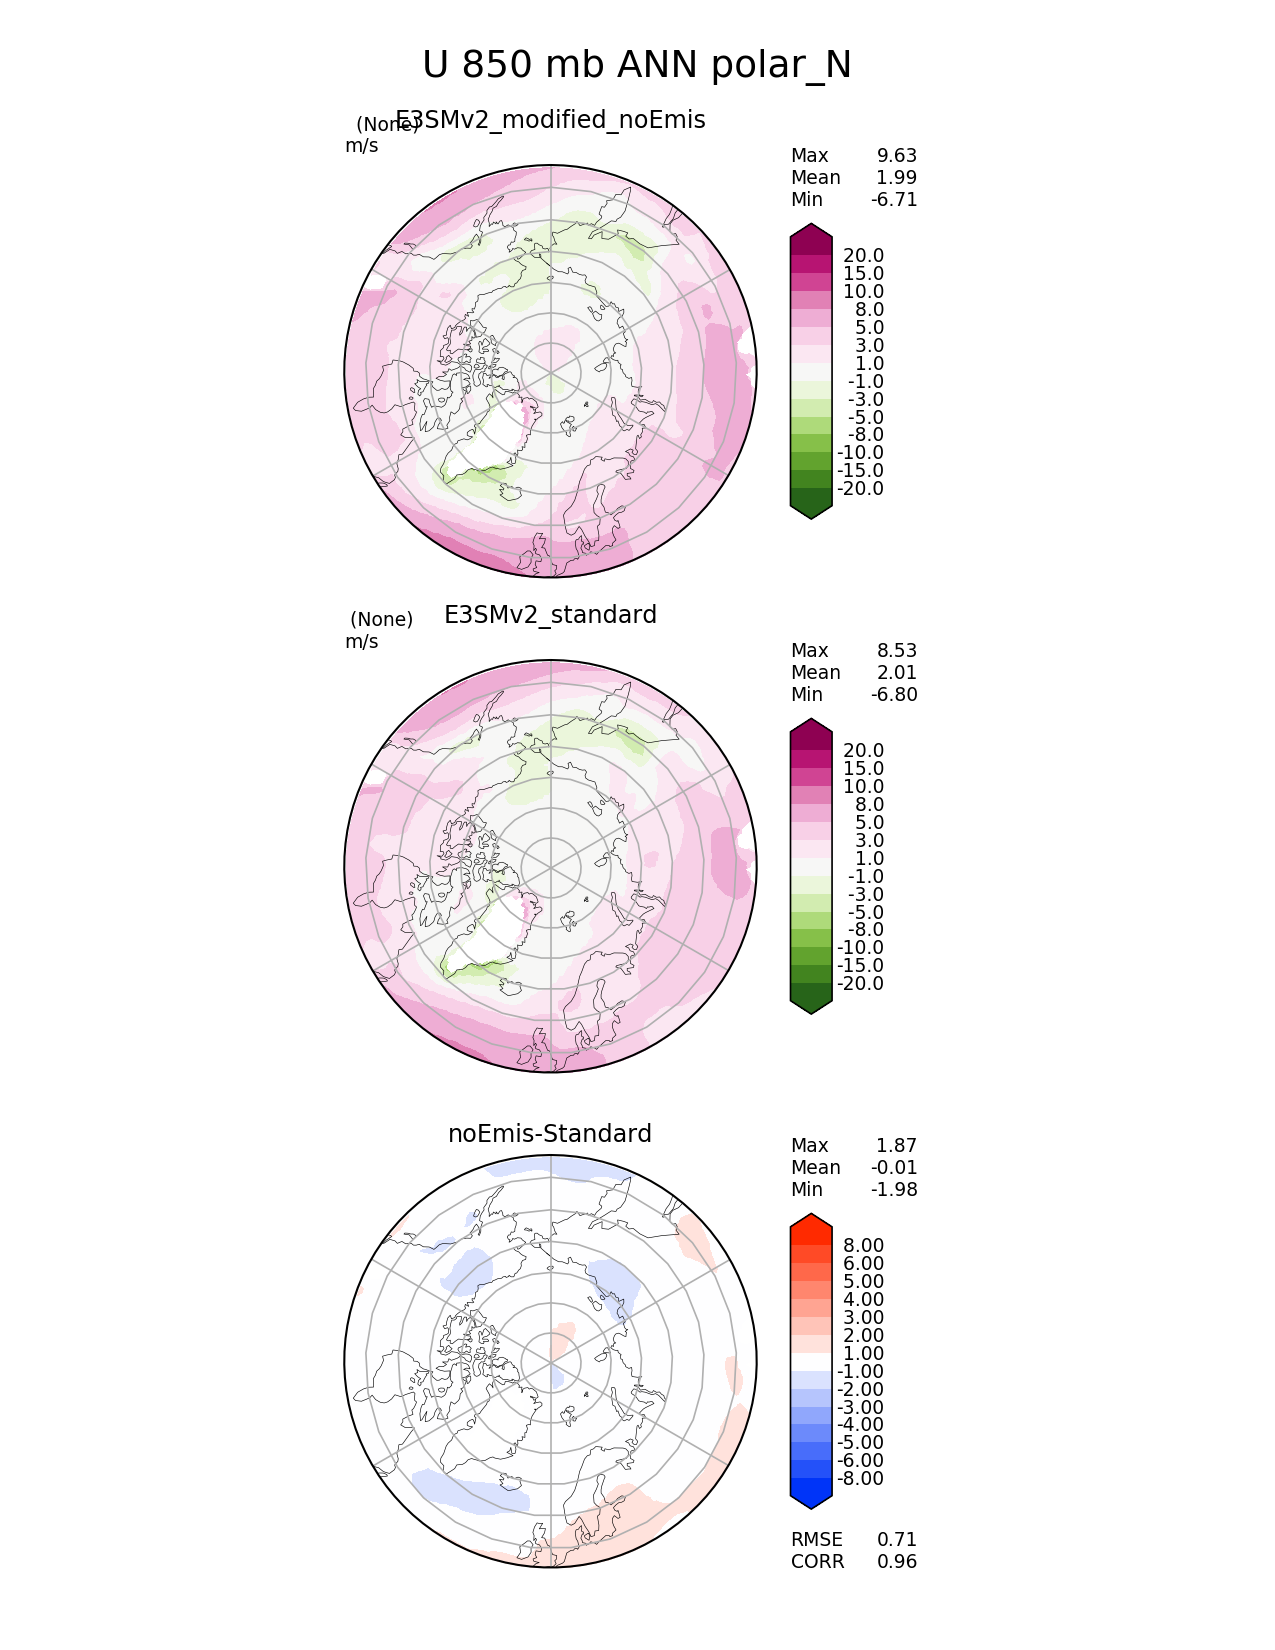 U 850 mb ANN polar_N
E3SMv2_modified_noEmis
(None)
m/s
Max 9.63
Mean 1.99
Min -6.71
20.0
15.0
10.0
8.0
5.0
3.0
1.0
-1.0
-3.0
-5.0
-8.0
-10.0
-15.0
-20.0
E3SMv2_standard
(None)
m/s
Max 8.53
Mean 2.01
Min -6.80
20.0
15.0
10.0
8.0
5.0
3.0
1.0
-1.0
-3.0
-5.0
-8.0
-10.0
-15.0
-20.0
noEmis-Standard
Max 1.87
Mean -0.01
Min -1.98
8.00
6.00
5.00
4.00
3.00
2.00
1.00
-1.00
-2.00
-3.00
-4.00
-5.00
-6.00
-8.00
RMSE 0.71
CORR 0.96